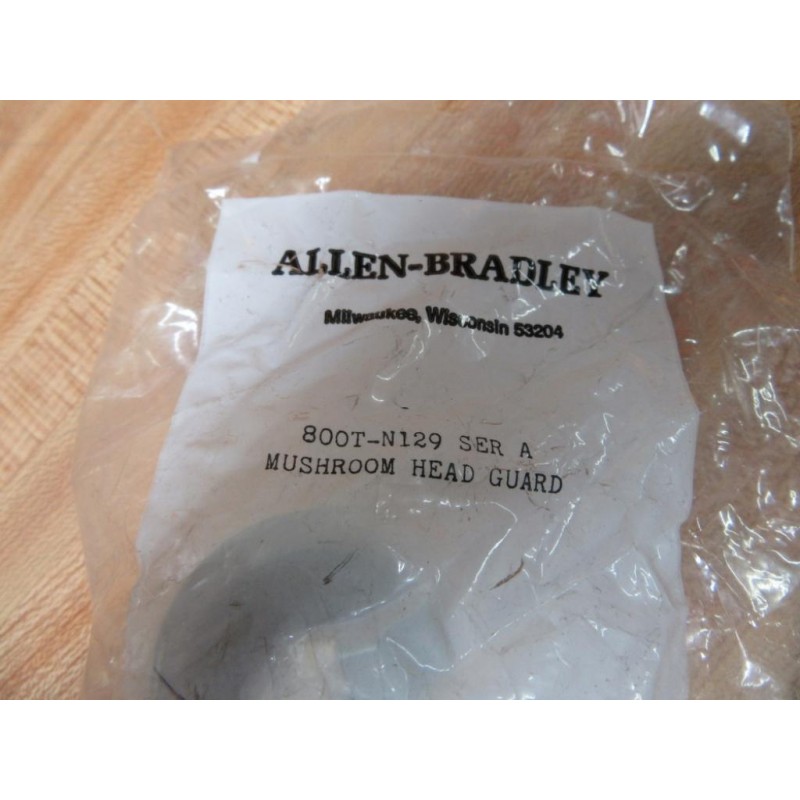 ALLEN-BRADLEY
Milwaukee, Wisconsin 53204
800T-N129 SER A
MUSHROOM HEAD GUARD